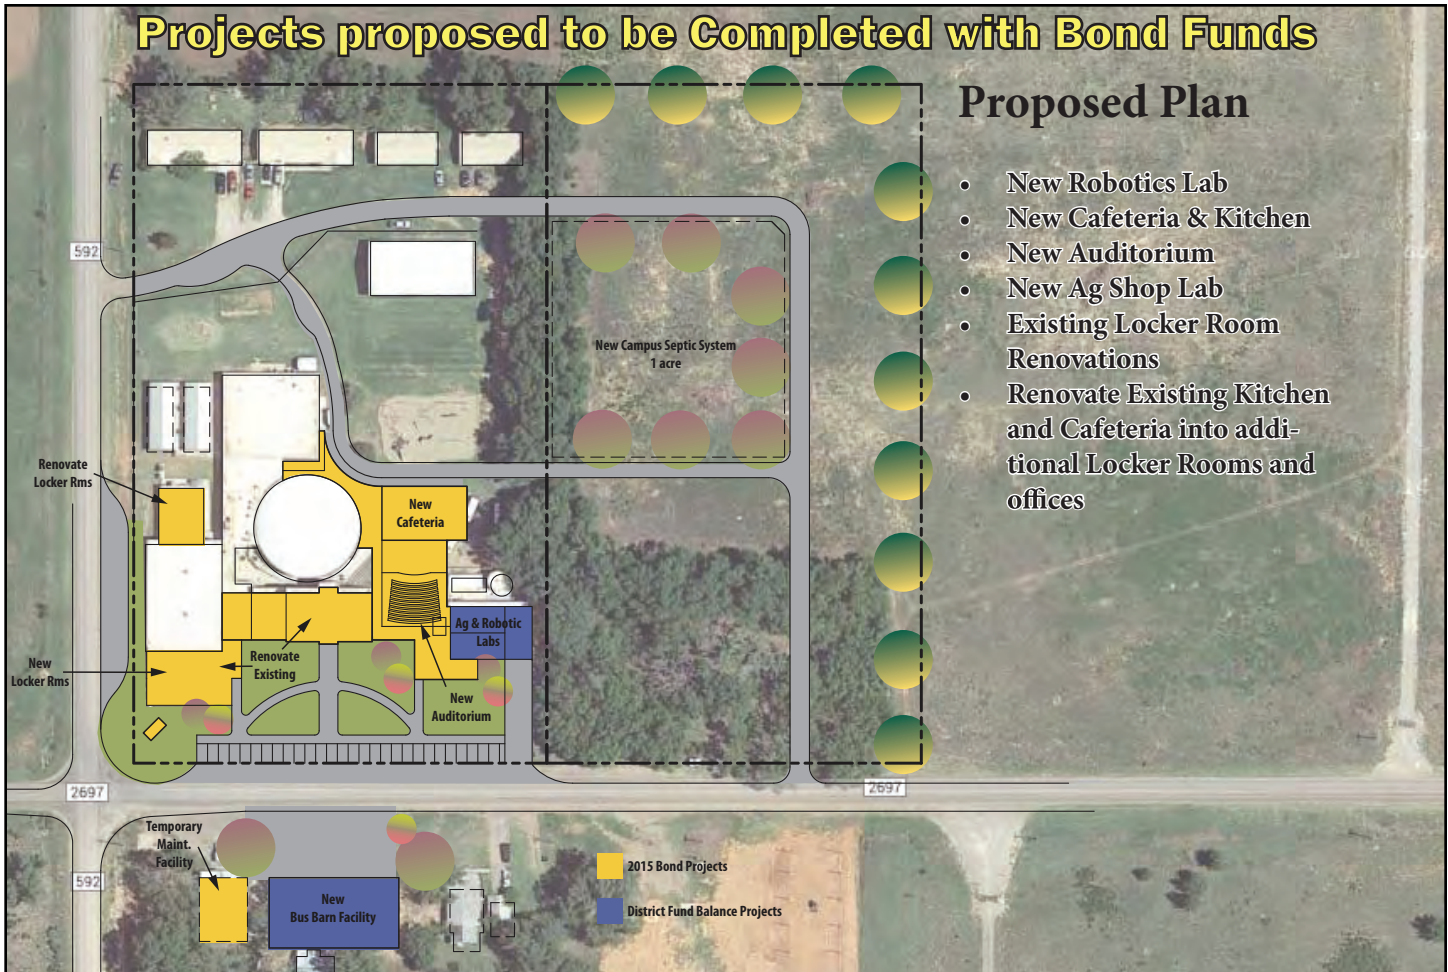 Projects proposed to be Completed with Bond Funds
Proposed Plan
• New Robotics Lab
• New Cafeteria & Kitchen
• New Auditorium
• New Ag Shop Lab
• Existing Locker Room
Renovations
• Renovate Existing Kitchen
and Cafeteria into addi-
tional Locker Rooms and
offices
592
New Campus Septic System
1 acre
Renovate
Locker Rms
New
Cafeteria
Ag & Robotic
Labs
Renovate
Existing
New
Locker Rms
New
Auditorium
2697
2697
Temporary
Maint.
Facility
592
New
Bus Barn Facility
2015 Bond Projects
District Fund Balance Projects